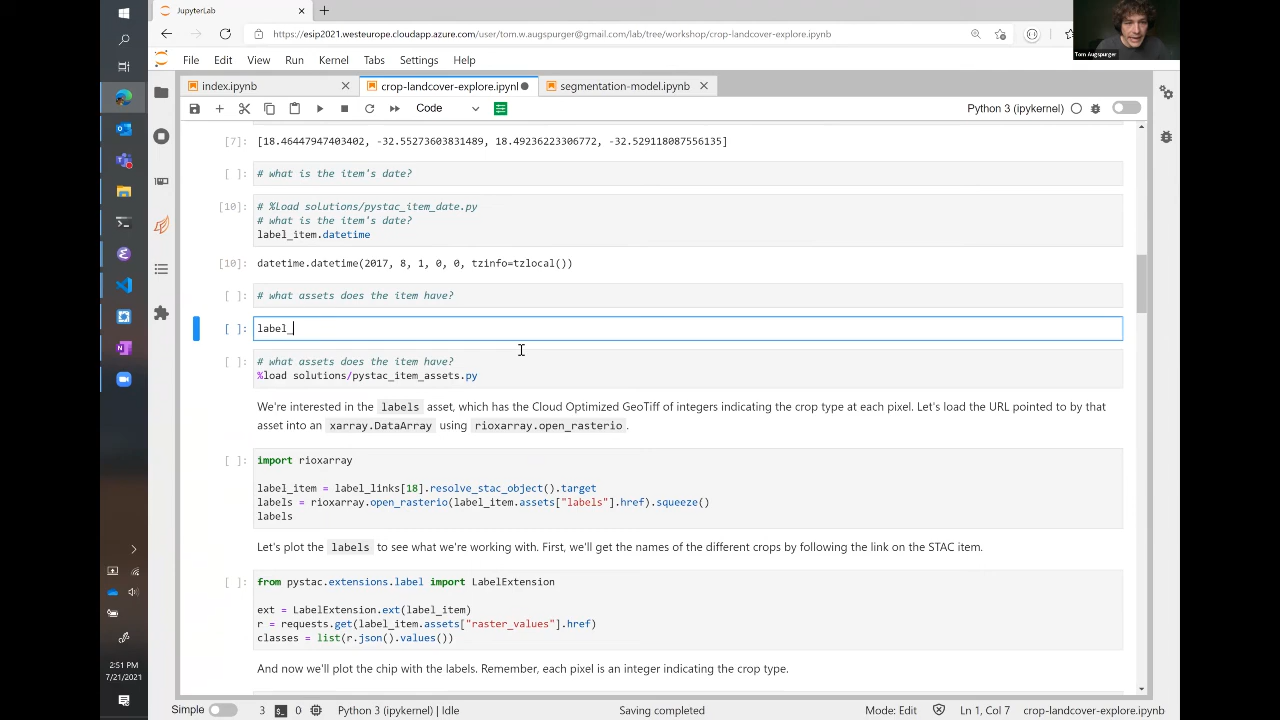 JupyterLab
https://esip2021.westeurope.cloudapp.azure.com/user/tom.w.augspurger@gmail.com/lab/tree/workshop/crop-landcover-explore.ipynb
Tom Augspurger
File Edit View Run Kernel Settings Help
index.ipynb
crop-landcover-explore.ipynl
segmentation-model.ipynb
Code
Python 3 (ipykernel)
[7]: [18.46447947403402, -32.55273603831489, 18.49236223306772, -32.529118087556135]
[ ]: # what is the item's date?
[10]: # %load solutions/pystac_item_date.py
# what is the item's date?
label_item.datetime
[10]: datetime.datetime(2017, 8, 1, 0, 0, tzinfo=tzlocal())
[ ]: # what assets does the item have?
[ ]: label_
[ ]: # what assets does the item have?
%load solutions/pystac_item_assets.py
We're interested in the labels asset, which has the Cloud Optimized GeoTiff of integers indicating the crop type at each pixel. Let's load the URL pointed to by that
asset into an xarray.DataArray using rioxarray.open_rasterio .
[ ]: import rioxarray
label_item = label_links[18].resolve_stac_object().target
labels = rioxarray.open_rasterio(label_item.assets["labels"].href).squeeze()
labels
Let's plot the labels to see what we're working with. First, we'll get the names of the different crops by following the link on the STAC item.
[ ]: from pystac.extensions.label import LabelExtension
ext = LabelExtension.ext(label_item)
r = requests.get(label_item.assets["raster_values"].href)
classes = list(r.json().values())
And now we'll plot the chip with the labels. Remember, each pixel is an integer indicating the crop type.
2:51 PM
7/21/2021
Simple 3 0 Python 3 (ipykernel) Idle Saving completed Mode: Edit Ln 1, Col 7 crop-landcover-explore.ipynb